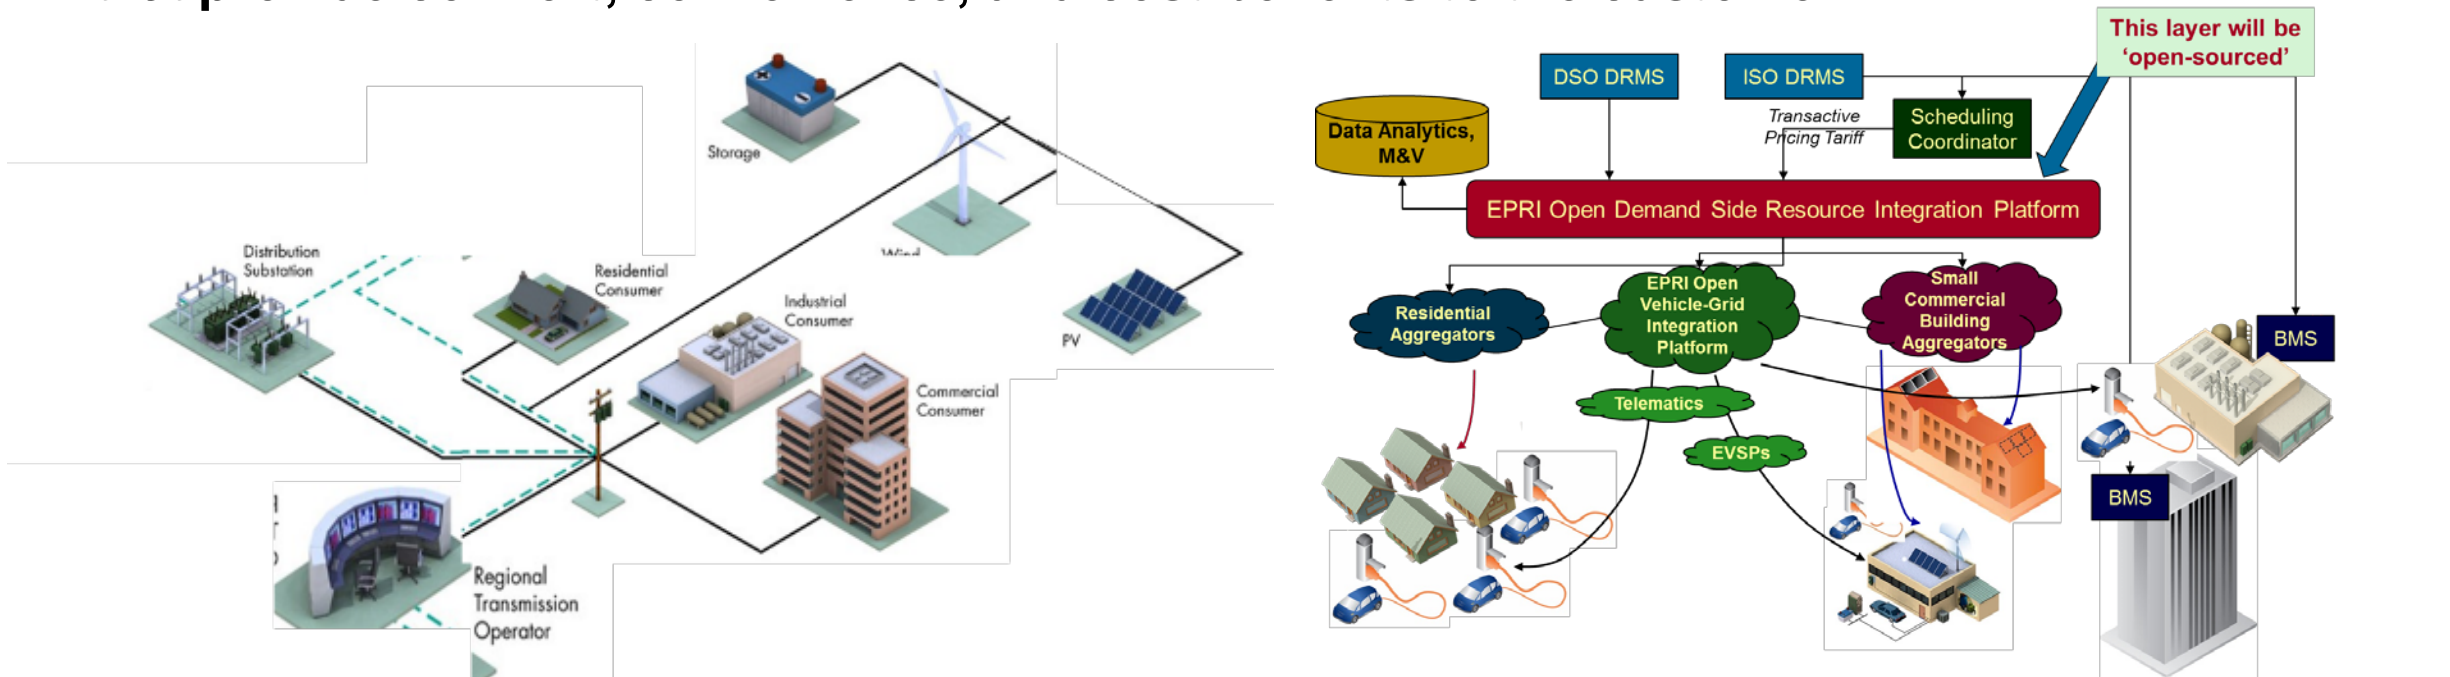 Storage
Wind
Distribution
Substation
Residential
Consumer
Industrial
Consumer
PV
Commercial
Consumer
Regional
Transmission
Operator
This layer will be
‘open-sourced’
DSO DRMS
ISO DRMS
Transactive
Pricing Tariff
Scheduling
Coordinator
Data Analytics,
M&V
EPRI Open Demand Side Resource Integration Platform
Residential
Aggregators
EPRI Open
Vehicle-Grid
Integration
Platform
Small
Commercial
Building
Aggregators
BMS
Telematics
EVSPs
BMS